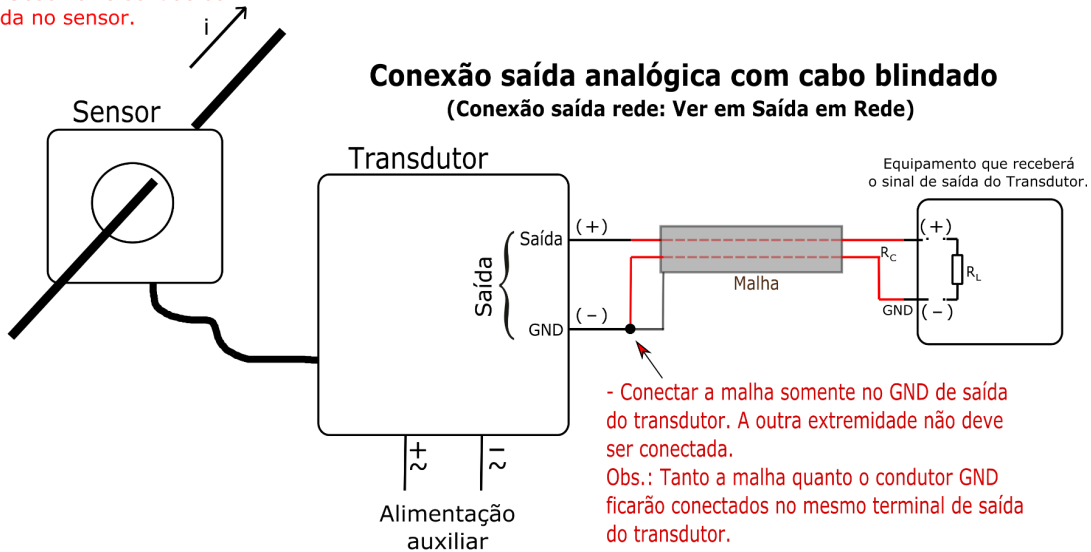 da no sensor.
i
Conexão saída analógica com cabo blindado
(Conexão saída rede: Ver em Saída em Rede)
Sensor
Transdutor
Equipamento que receberá
o sinal de saída do Transdutor.
Saída
(+)
Saída
GND
(−)
Malha
RC
(+)
RL
GND
(−)
- Conectar a malha somente no GND de saída
do transdutor. A outra extremidade não deve
ser conectada.
Obs.: Tanto a malha quanto o condutor GND
ficarão conectados no mesmo terminal de saída
do transdutor.
+
~
−
~
Alimentação
auxiliar